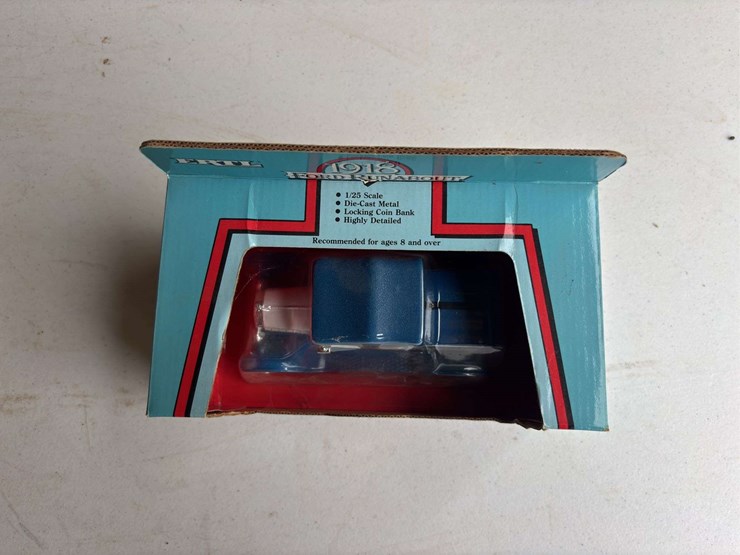 ERTL
1918
FORD RUNABOUT
• 1/25 Scale
• Die-Cast Metal
• Locking Coin Bank
• Highly Detailed
Recommended for ages 8 and over